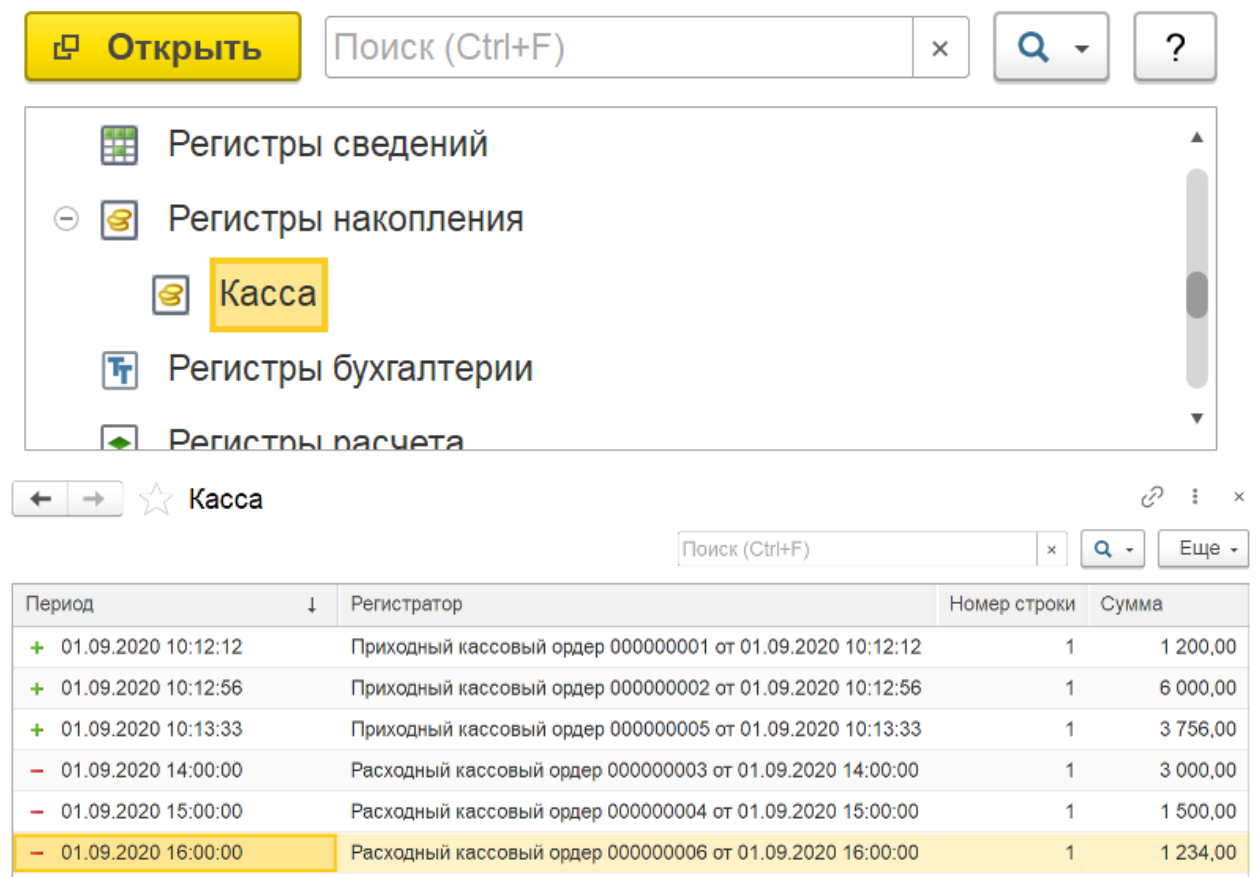 Открыть Поиск (Ctrl+F) × ?
Регистры сведений
Регистры накопления
Касса
Регистры бухгалтерии
Регистры расчета
Касса ×
Поиск (Ctrl+F) × Еще
Период ↓ Регистратор Номер строки Сумма
+ 01.09.2020 10:12:12 Приходный кассовый ордер 000000001 от 01.09.2020 10:12:12 1 1 200,00
+ 01.09.2020 10:12:56 Приходный кассовый ордер 000000002 от 01.09.2020 10:12:56 1 6 000,00
+ 01.09.2020 10:13:33 Приходный кассовый ордер 000000005 от 01.09.2020 10:13:33 1 3 756,00
− 01.09.2020 14:00:00 Расходный кассовый ордер 000000003 от 01.09.2020 14:00:00 1 3 000,00
− 01.09.2020 15:00:00 Расходный кассовый ордер 000000004 от 01.09.2020 15:00:00 1 1 500,00
− 01.09.2020 16:00:00 Расходный кассовый ордер 000000006 от 01.09.2020 16:00:00 1 1 234,00